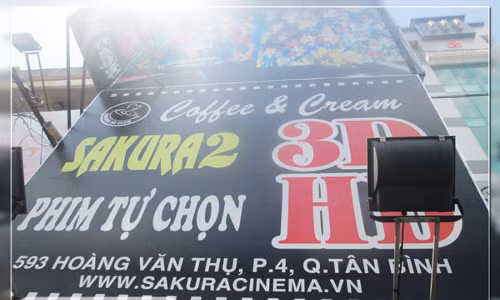 Coffee & Cream
SAKURA2
3D
PHIM TỰ CHỌN
HD
593 HOÀNG VĂN THỤ, P.4, Q.TÂN BÌNH
WWW.SAKURACINEMA.VN